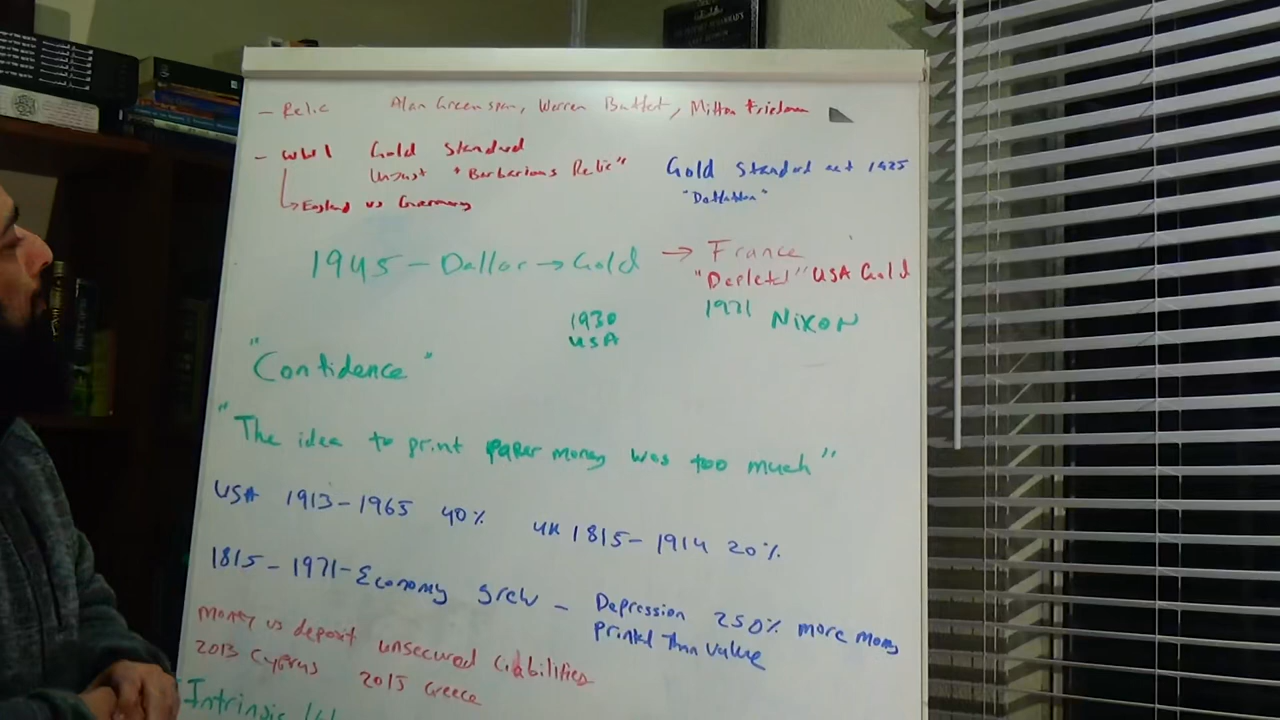 - Relic Alan Greenspan, Warren Buffet, Milton Friedman
- WW1 Gold Standard
Unjust "Barbarious Relic" Gold Standard act 1925
England vs Germany "Daffaldon"
1945 - Dollar → Gold → France
"Depleted" USA Gold
1971 NiXON
1930
USA
"Confidence"
"The idea to print paper money was too much"
USA 1913-1965 40% UK 1815-1914 20%
1815-1971-Economy grew - Depression 250% more money
printed Than Value
Money vs deposit unsecured Liabilities
2013 Cyprus 2015 Greece
"Intrinsic